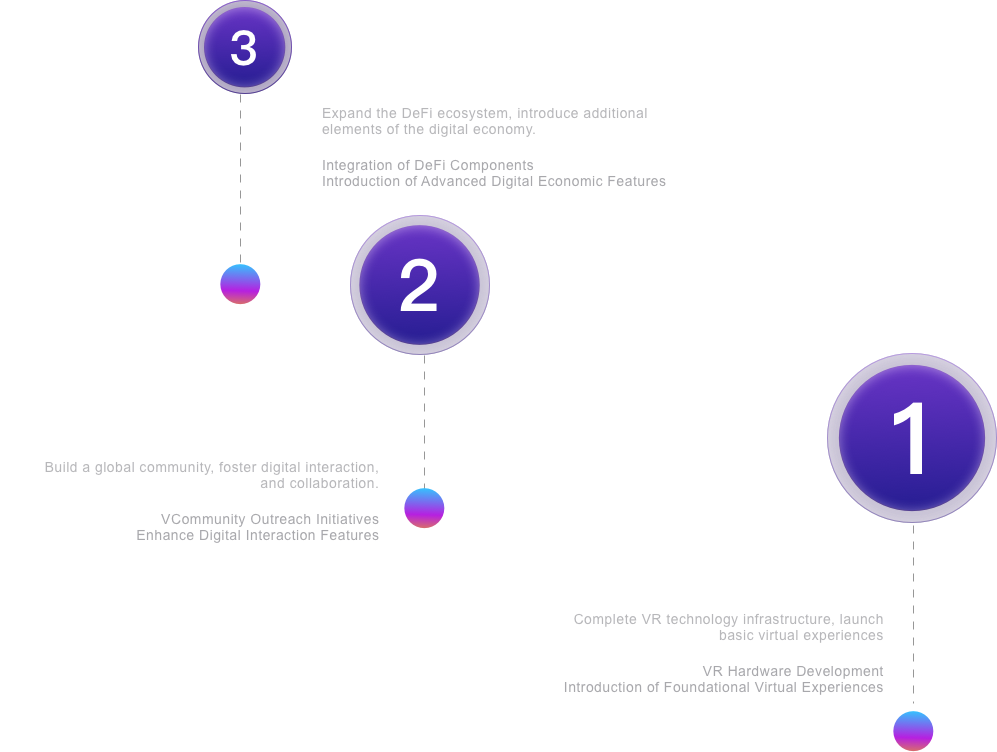 3
Expand the DeFi ecosystem, introduce additional
elements of the digital economy.
Integration of DeFi Components
Introduction of Advanced Digital Economic Features
2
Build a global community, foster digital interaction,
and collaboration.
VCommunity Outreach Initiatives
Enhance Digital Interaction Features
1
Complete VR technology infrastructure, launch
basic virtual experiences
VR Hardware Development
Introduction of Foundational Virtual Experiences